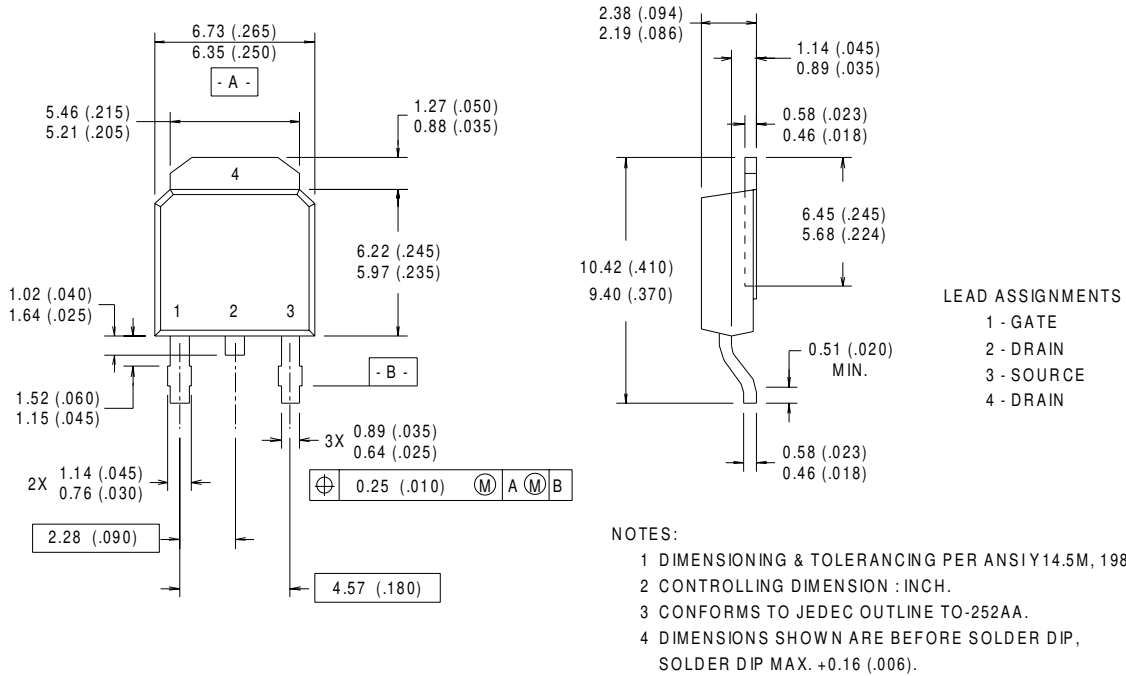 6.73 (.265)
6.35 (.250)
- A -
5.46 (.215)
5.21 (.205)
1.27 (.050)
0.88 (.035)
4
6.22 (.245)
5.97 (.235)
1.02 (.040)
1.64 (.025)
1 2 3
- B -
1.52 (.060)
1.15 (.045)
3X 0.89 (.035)
0.64 (.025)
2X 1.14 (.045)
0.76 (.030)
⌖ 0.25 (.010) Ⓜ A Ⓜ B
2.28 (.090)
4.57 (.180)
2.38 (.094)
2.19 (.086)
1.14 (.045)
0.89 (.035)
0.58 (.023)
0.46 (.018)
6.45 (.245)
5.68 (.224)
10.42 (.410)
9.40 (.370)
0.51 (.020)
MIN.
0.58 (.023)
0.46 (.018)
LEAD ASSIGNMENTS
1 - GATE
2 - DRAIN
3 - SOURCE
4 - DRAIN
NOTES:
1 DIMENSIONING & TOLERANCING PER ANSI Y14.5M, 198
2 CONTROLLING DIMENSION : INCH.
3 CONFORMS TO JEDEC OUTLINE TO-252AA.
4 DIMENSIONS SHOWN ARE BEFORE SOLDER DIP,
SOLDER DIP MAX. +0.16 (.006).